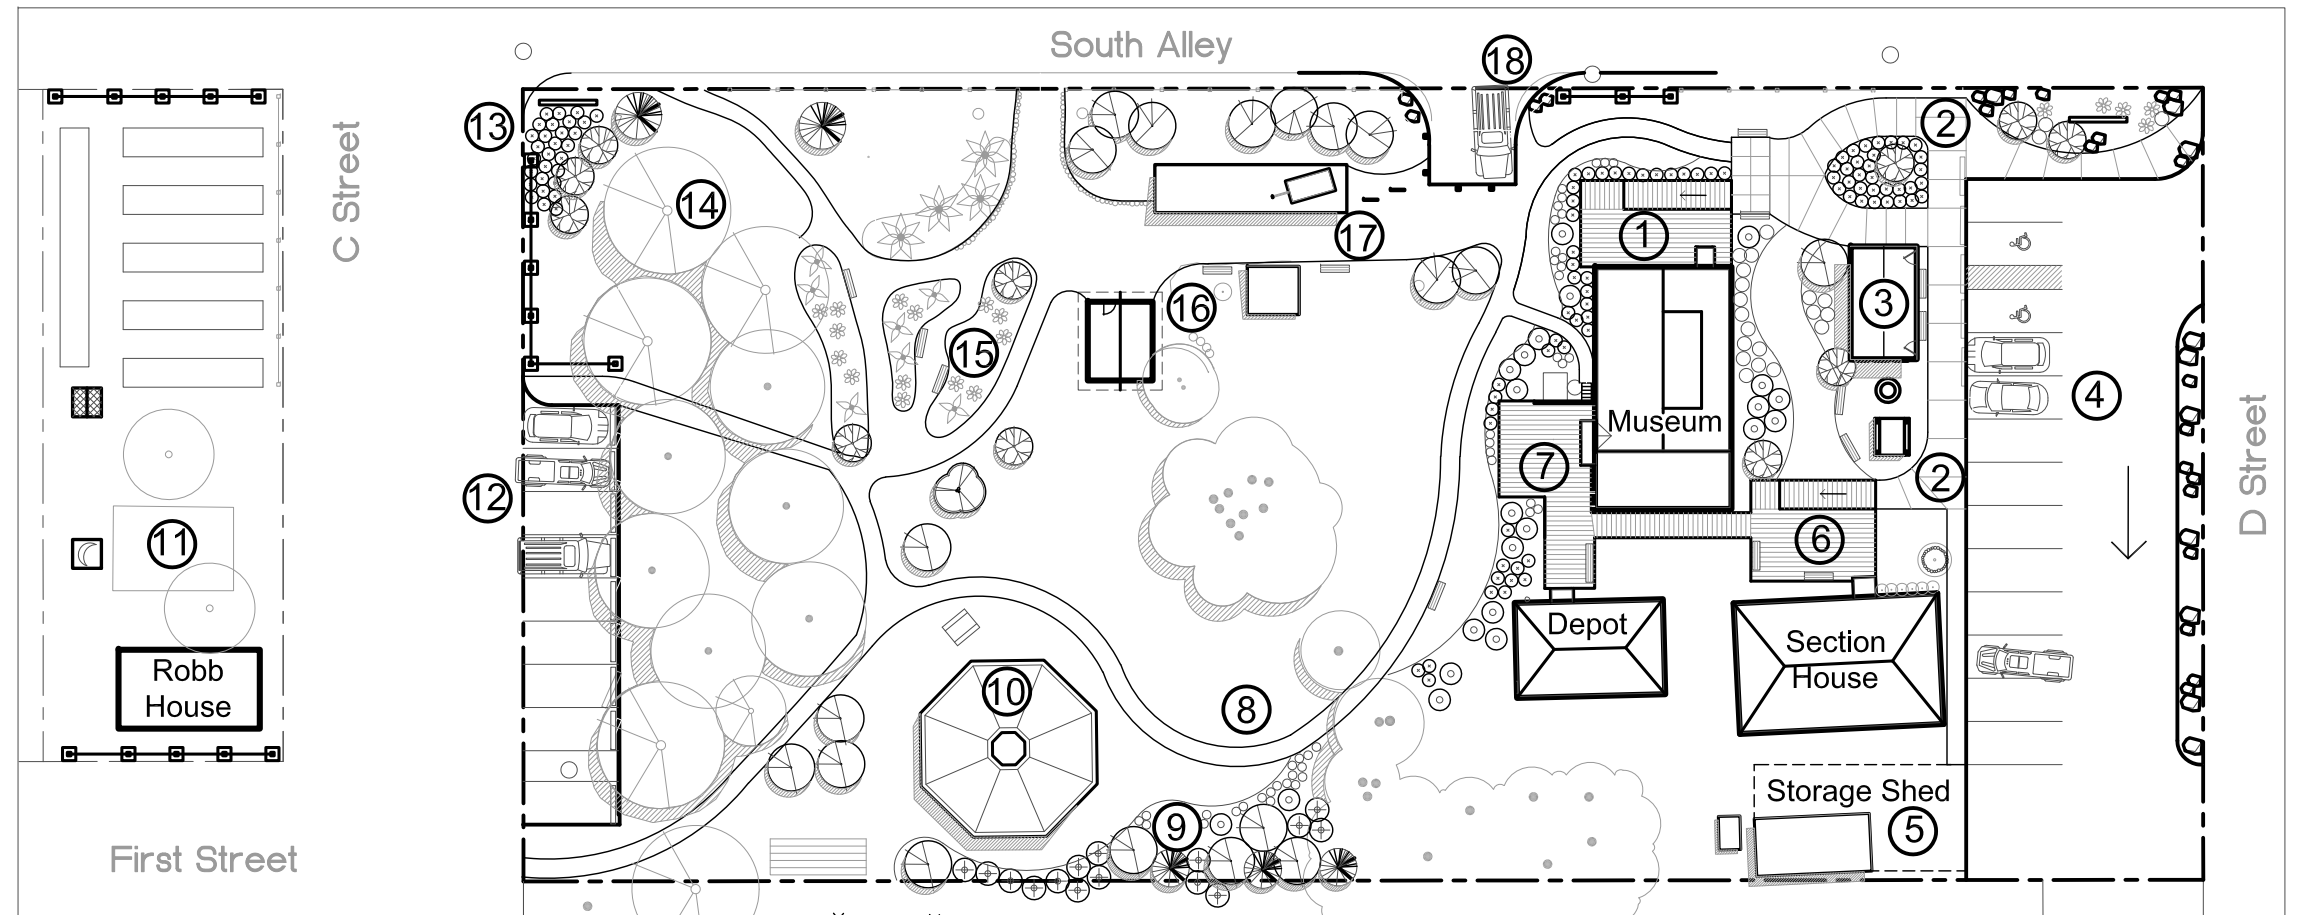 South Alley
18
13
2
C Street
14
17
1
16
3
15
4
Museum
D Street
12
7
2
11
6
Depot
Section
House
Robb
House
10
8
Storage Shed
9
5
First Street